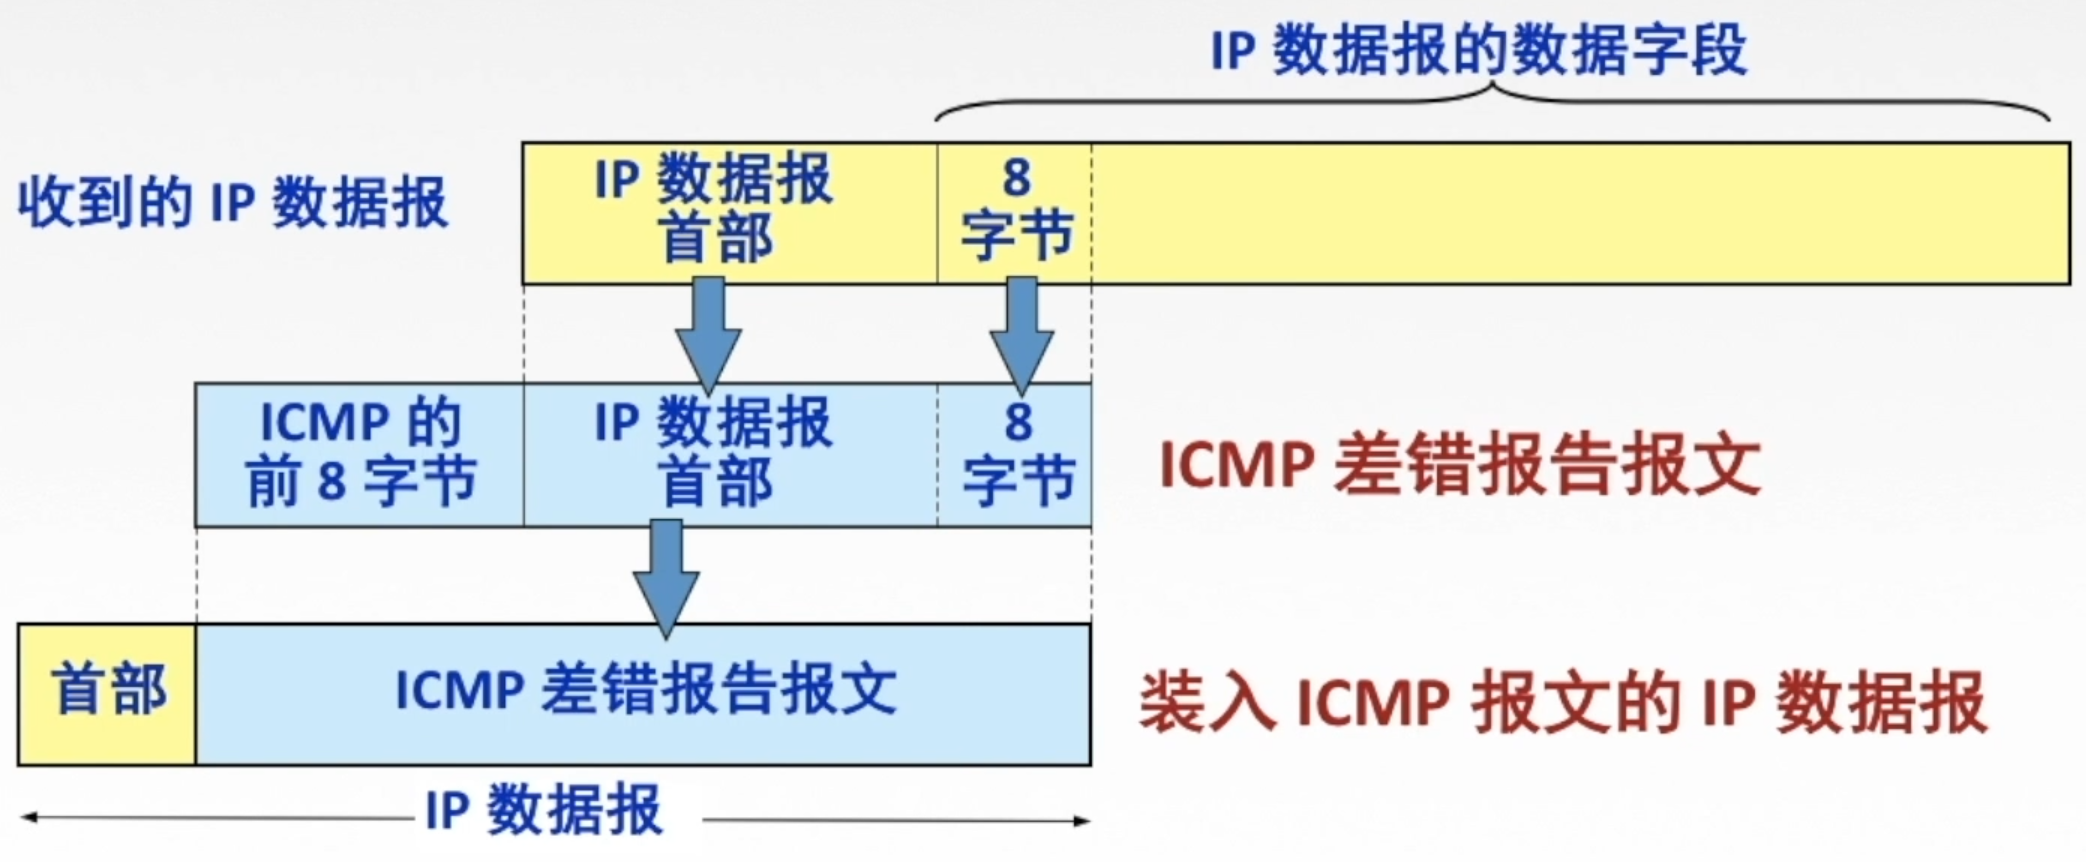 IP 数据报的数据字段
收到的 IP 数据报
IP 数据报
首部
8
字节
ICMP 的
前 8 字节
IP 数据报
首部
8
字节
ICMP 差错报告报文
首部
ICMP 差错报告报文
装入 ICMP 报文的 IP 数据报
IP 数据报